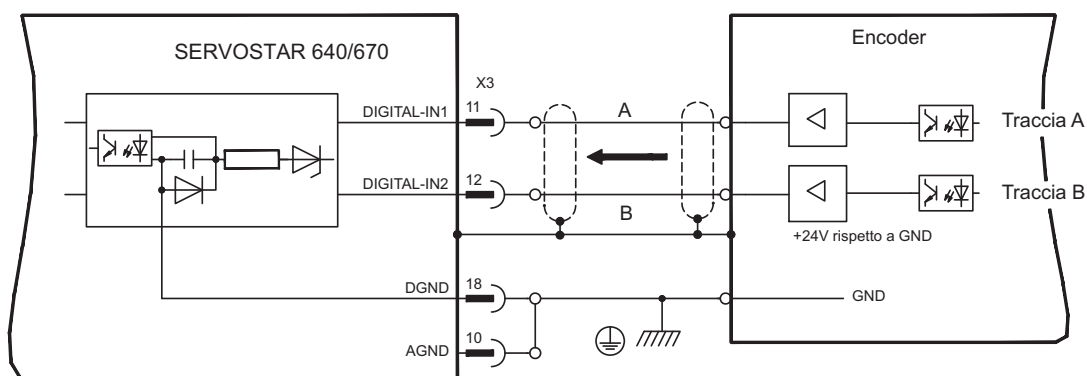 SERVOSTAR 640/670
Encoder
X3
DIGITAL-IN1
11
A
Traccia A
DIGITAL-IN2
12
B
Traccia B
+24V rispetto a GND
DGND
18
GND
AGND
10